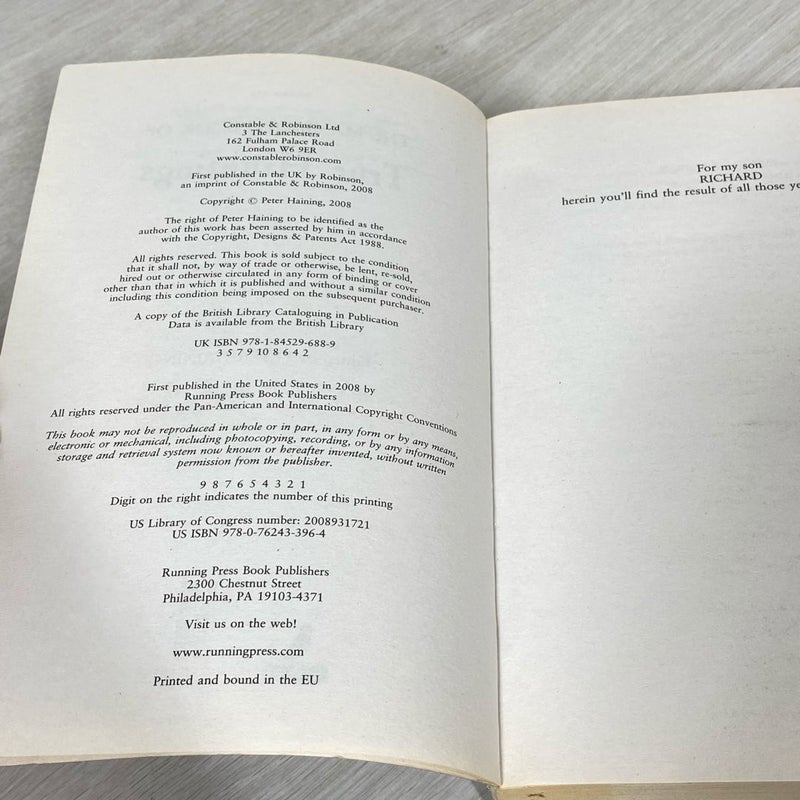 Constable & Robinson Ltd
3 The Lanchesters
162 Fulham Palace Road
London W6 9ER
www.constablerobinson.com
First published in the UK by Robinson,
an imprint of Constable & Robinson, 2008
Copyright © Peter Haining, 2008
The right of Peter Haining to be identified as the
author of this work has been asserted by him in accordance
with the Copyright, Designs & Patents Act 1988.
All rights reserved. This book is sold subject to the condition
that it shall not, by way of trade or otherwise, be lent, re-sold,
hired out or otherwise circulated in any form of binding or cover
other than that in which it is published and without a similar condition
including this condition being imposed on the subsequent purchaser.
A copy of the British Library Cataloguing in Publication
Data is available from the British Library
UK ISBN 978-1-84529-688-9
3 5 7 9 10 8 6 4 2
First published in the United States in 2008 by
Running Press Book Publishers
All rights reserved under the Pan-American and International Copyright Conventions
This book may not be reproduced in whole or in part, in any form or by any means,
electronic or mechanical, including photocopying, recording, or by any information
storage and retrieval system now known or hereafter invented, without written
permission from the publisher.
9 8 7 6 5 4 3 2 1
Digit on the right indicates the number of this printing
US Library of Congress number: 2008931721
US ISBN 978-0-76243-396-4
Running Press Book Publishers
2300 Chestnut Street
Philadelphia, PA 19103-4371
Visit us on the web!
www.runningpress.com
Printed and bound in the EU
For my son
RICHARD
herein you'll find the result of all those ye